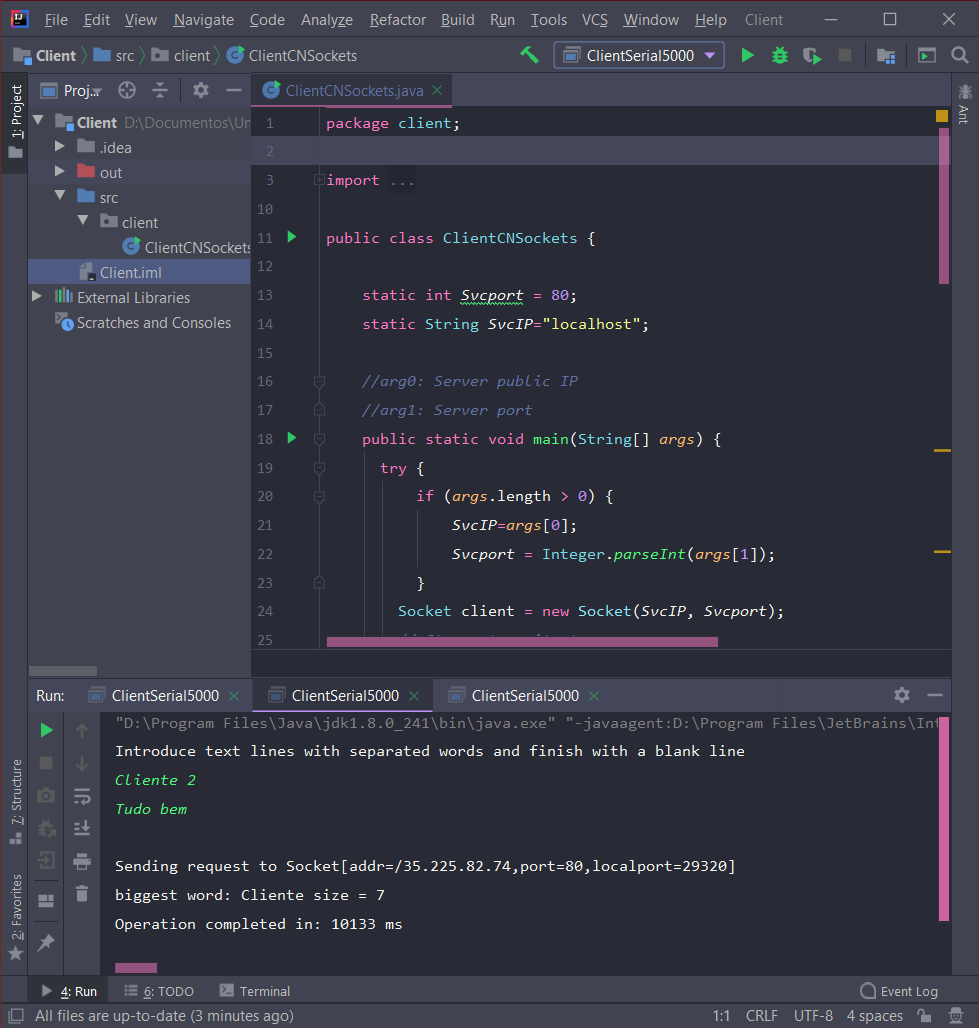 File Edit View Navigate Code Analyze Refactor Build Run Tools VCS Window Help Client
Client src client ClientCNSockets ClientSerial5000
1: Project
Proj..
ClientCNSockets.java
Ant
Client D:\Documentos\Un
.idea
out
src
client
ClientCNSockets
Client.iml
External Libraries
Scratches and Consoles
1 package client;
2
3 import ...
10
11 public class ClientCNSockets {
12
13 static int Svcport = 80;
14 static String SvcIP="localhost";
15
16 //arg0: Server public IP
17 //arg1: Server port
18 public static void main(String[] args) {
19 try {
20 if (args.length > 0) {
21 SvcIP=args[0];
22 Svcport = Integer.parseInt(args[1]);
23 }
24 Socket client = new Socket(SvcIP, Svcport);
25
Run: ClientSerial5000 ClientSerial5000 ClientSerial5000
"D:\Program Files\Java\jdk1.8.0_241\bin\java.exe" "-javaagent:D:\Program Files\JetBrains\Int
Introduce text lines with separated words and finish with a blank line
Cliente 2
Tudo bem
Sending request to Socket[addr=/35.225.82.74,port=80,localport=29320]
biggest word: Cliente size = 7
Operation completed in: 10133 ms
7: Structure
2: Favorites
4: Run 6: TODO Terminal Event Log
All files are up-to-date (3 minutes ago) 1:1 CRLF UTF-8 4 spaces